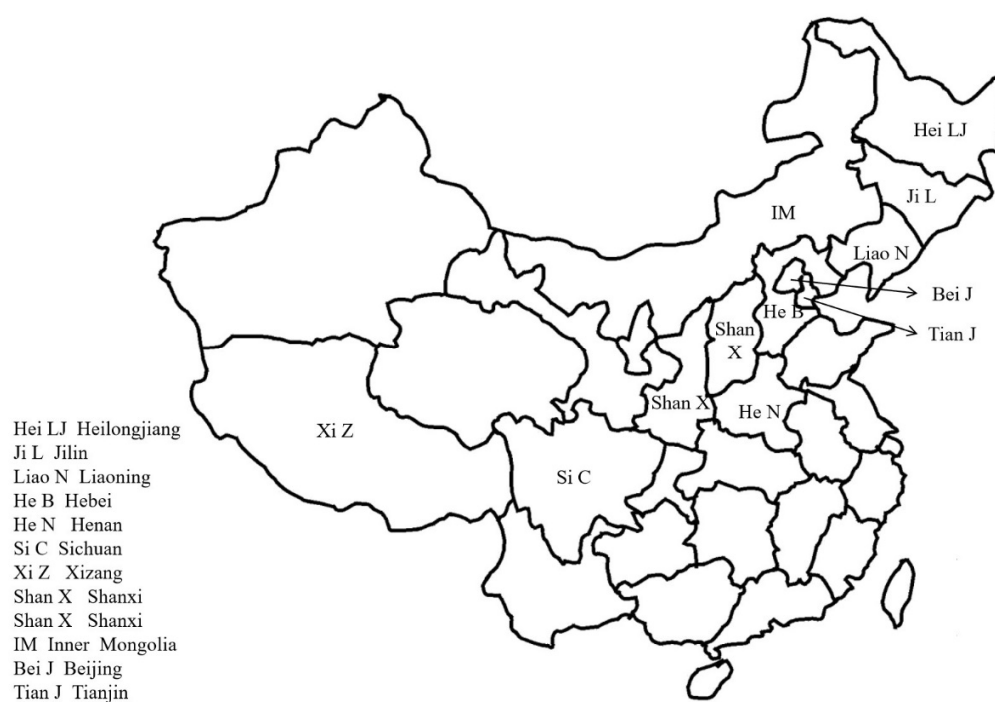 Hei LJ
Ji L
IM
Liao N
Bei J
He B
Tian J
Shan X
Shan X
He N
Xi Z
Si C
Hei LJ Heilongjiang
Ji L Jilin
Liao N Liaoning
He B Hebei
He N Henan
Si C Sichuan
Xi Z Xizang
Shan X Shanxi
Shan X Shanxi
IM Inner Mongolia
Bei J Beijing
Tian J Tianjin